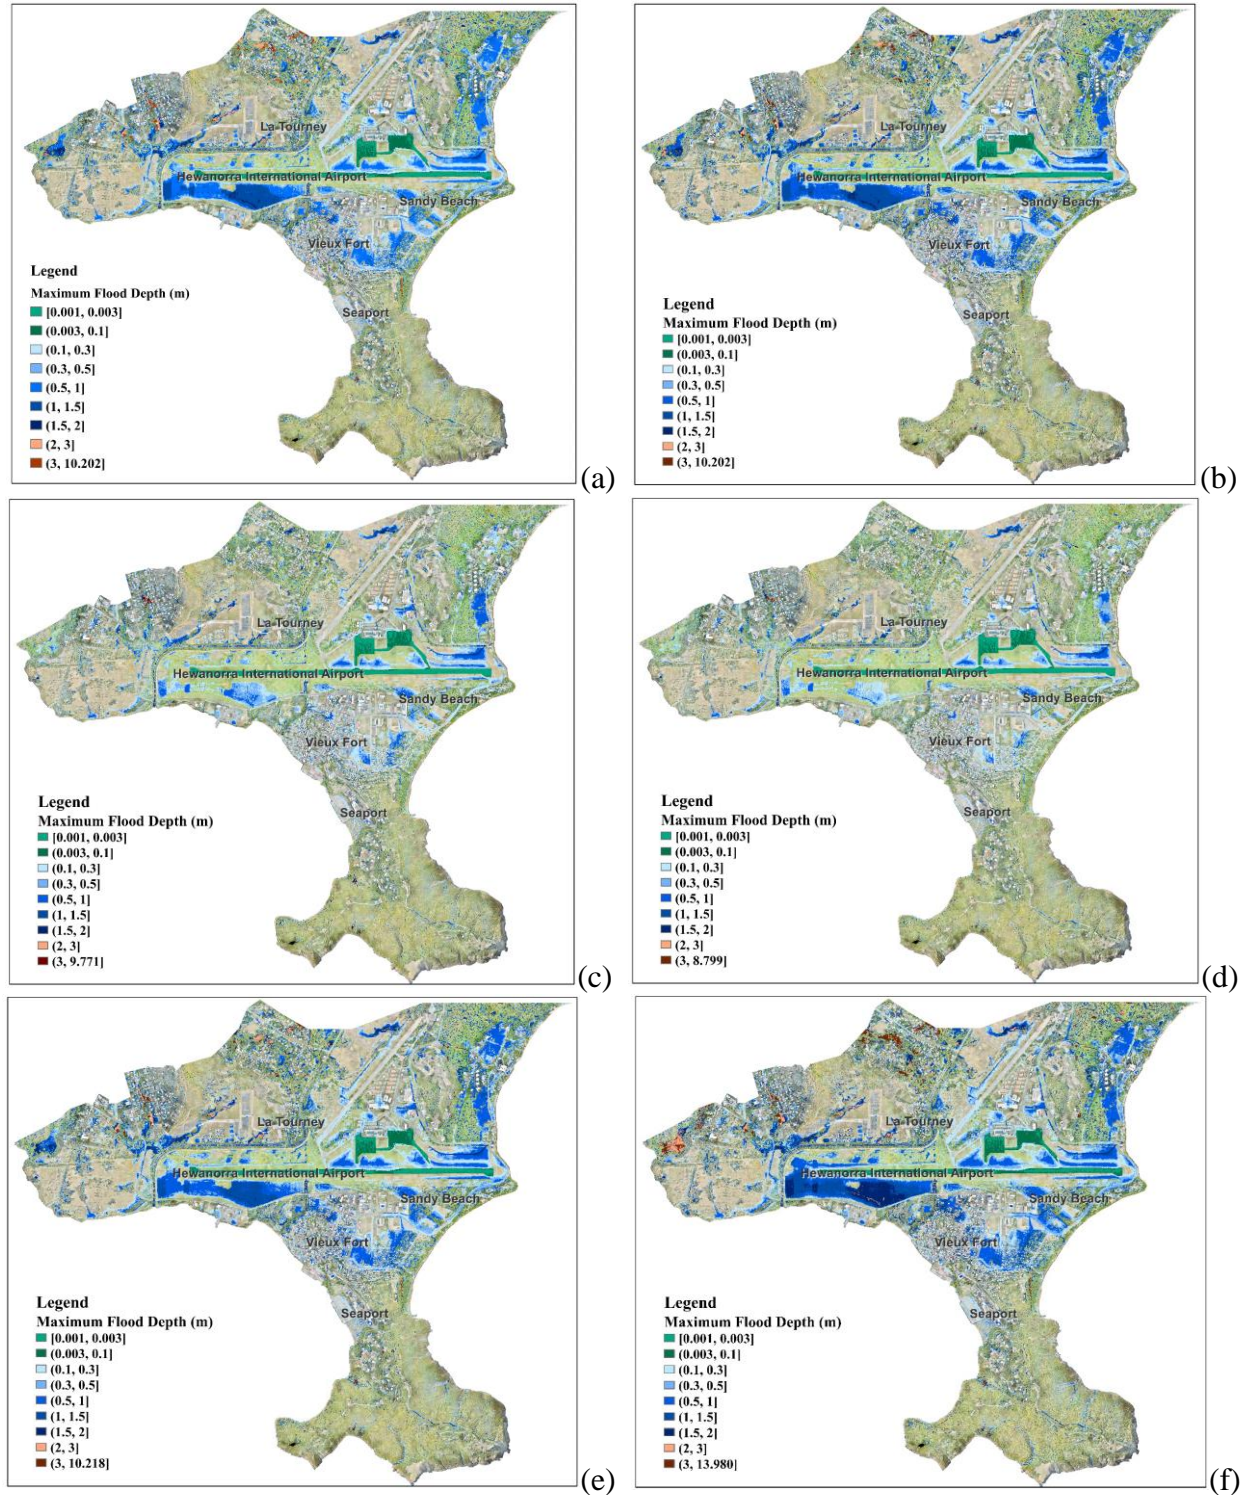 La Tourney
Hewanorra International Airport
Sandy Beach
Vieux Fort
Seaport
Legend
Maximum Flood Depth (m)
[0.001, 0.003]
(0.003, 0.1]
(0.1, 0.3]
(0.3, 0.5]
(0.5, 1]
(1, 1.5]
(1.5, 2]
(2, 3]
(3, 10.202]
(a)
La Tourney
Hewanorra International Airport
Sandy Beach
Vieux Fort
Seaport
Legend
Maximum Flood Depth (m)
[0.001, 0.003]
(0.003, 0.1]
(0.1, 0.3]
(0.3, 0.5]
(0.5, 1]
(1, 1.5]
(1.5, 2]
(2, 3]
(3, 10.202]
(b)
La Tourney
Hewanorra International Airport
Sandy Beach
Vieux Fort
Seaport
Legend
Maximum Flood Depth (m)
[0.001, 0.003]
(0.003, 0.1]
(0.1, 0.3]
(0.3, 0.5]
(0.5, 1]
(1, 1.5]
(1.5, 2]
(2, 3]
(3, 9.771]
(c)
La Tourney
Hewanorra International Airport
Sandy Beach
Vieux Fort
Seaport
Legend
Maximum Flood Depth (m)
[0.001, 0.003]
(0.003, 0.1]
(0.1, 0.3]
(0.3, 0.5]
(0.5, 1]
(1, 1.5]
(1.5, 2]
(2, 3]
(3, 8.799]
(d)
La Tourney
Hewanorra International Airport
Sandy Beach
Vieux Fort
Seaport
Legend
Maximum Flood Depth (m)
[0.001, 0.003]
(0.003, 0.1]
(0.1, 0.3]
(0.3, 0.5]
(0.5, 1]
(1, 1.5]
(1.5, 2]
(2, 3]
(3, 10.218]
(e)
La Tourney
Hewanorra International Airport
Sandy Beach
Vieux Fort
Seaport
Legend
Maximum Flood Depth (m)
[0.001, 0.003]
(0.003, 0.1]
(0.1, 0.3]
(0.3, 0.5]
(0.5, 1]
(1, 1.5]
(1.5, 2]
(2, 3]
(3, 13.980]
(f)